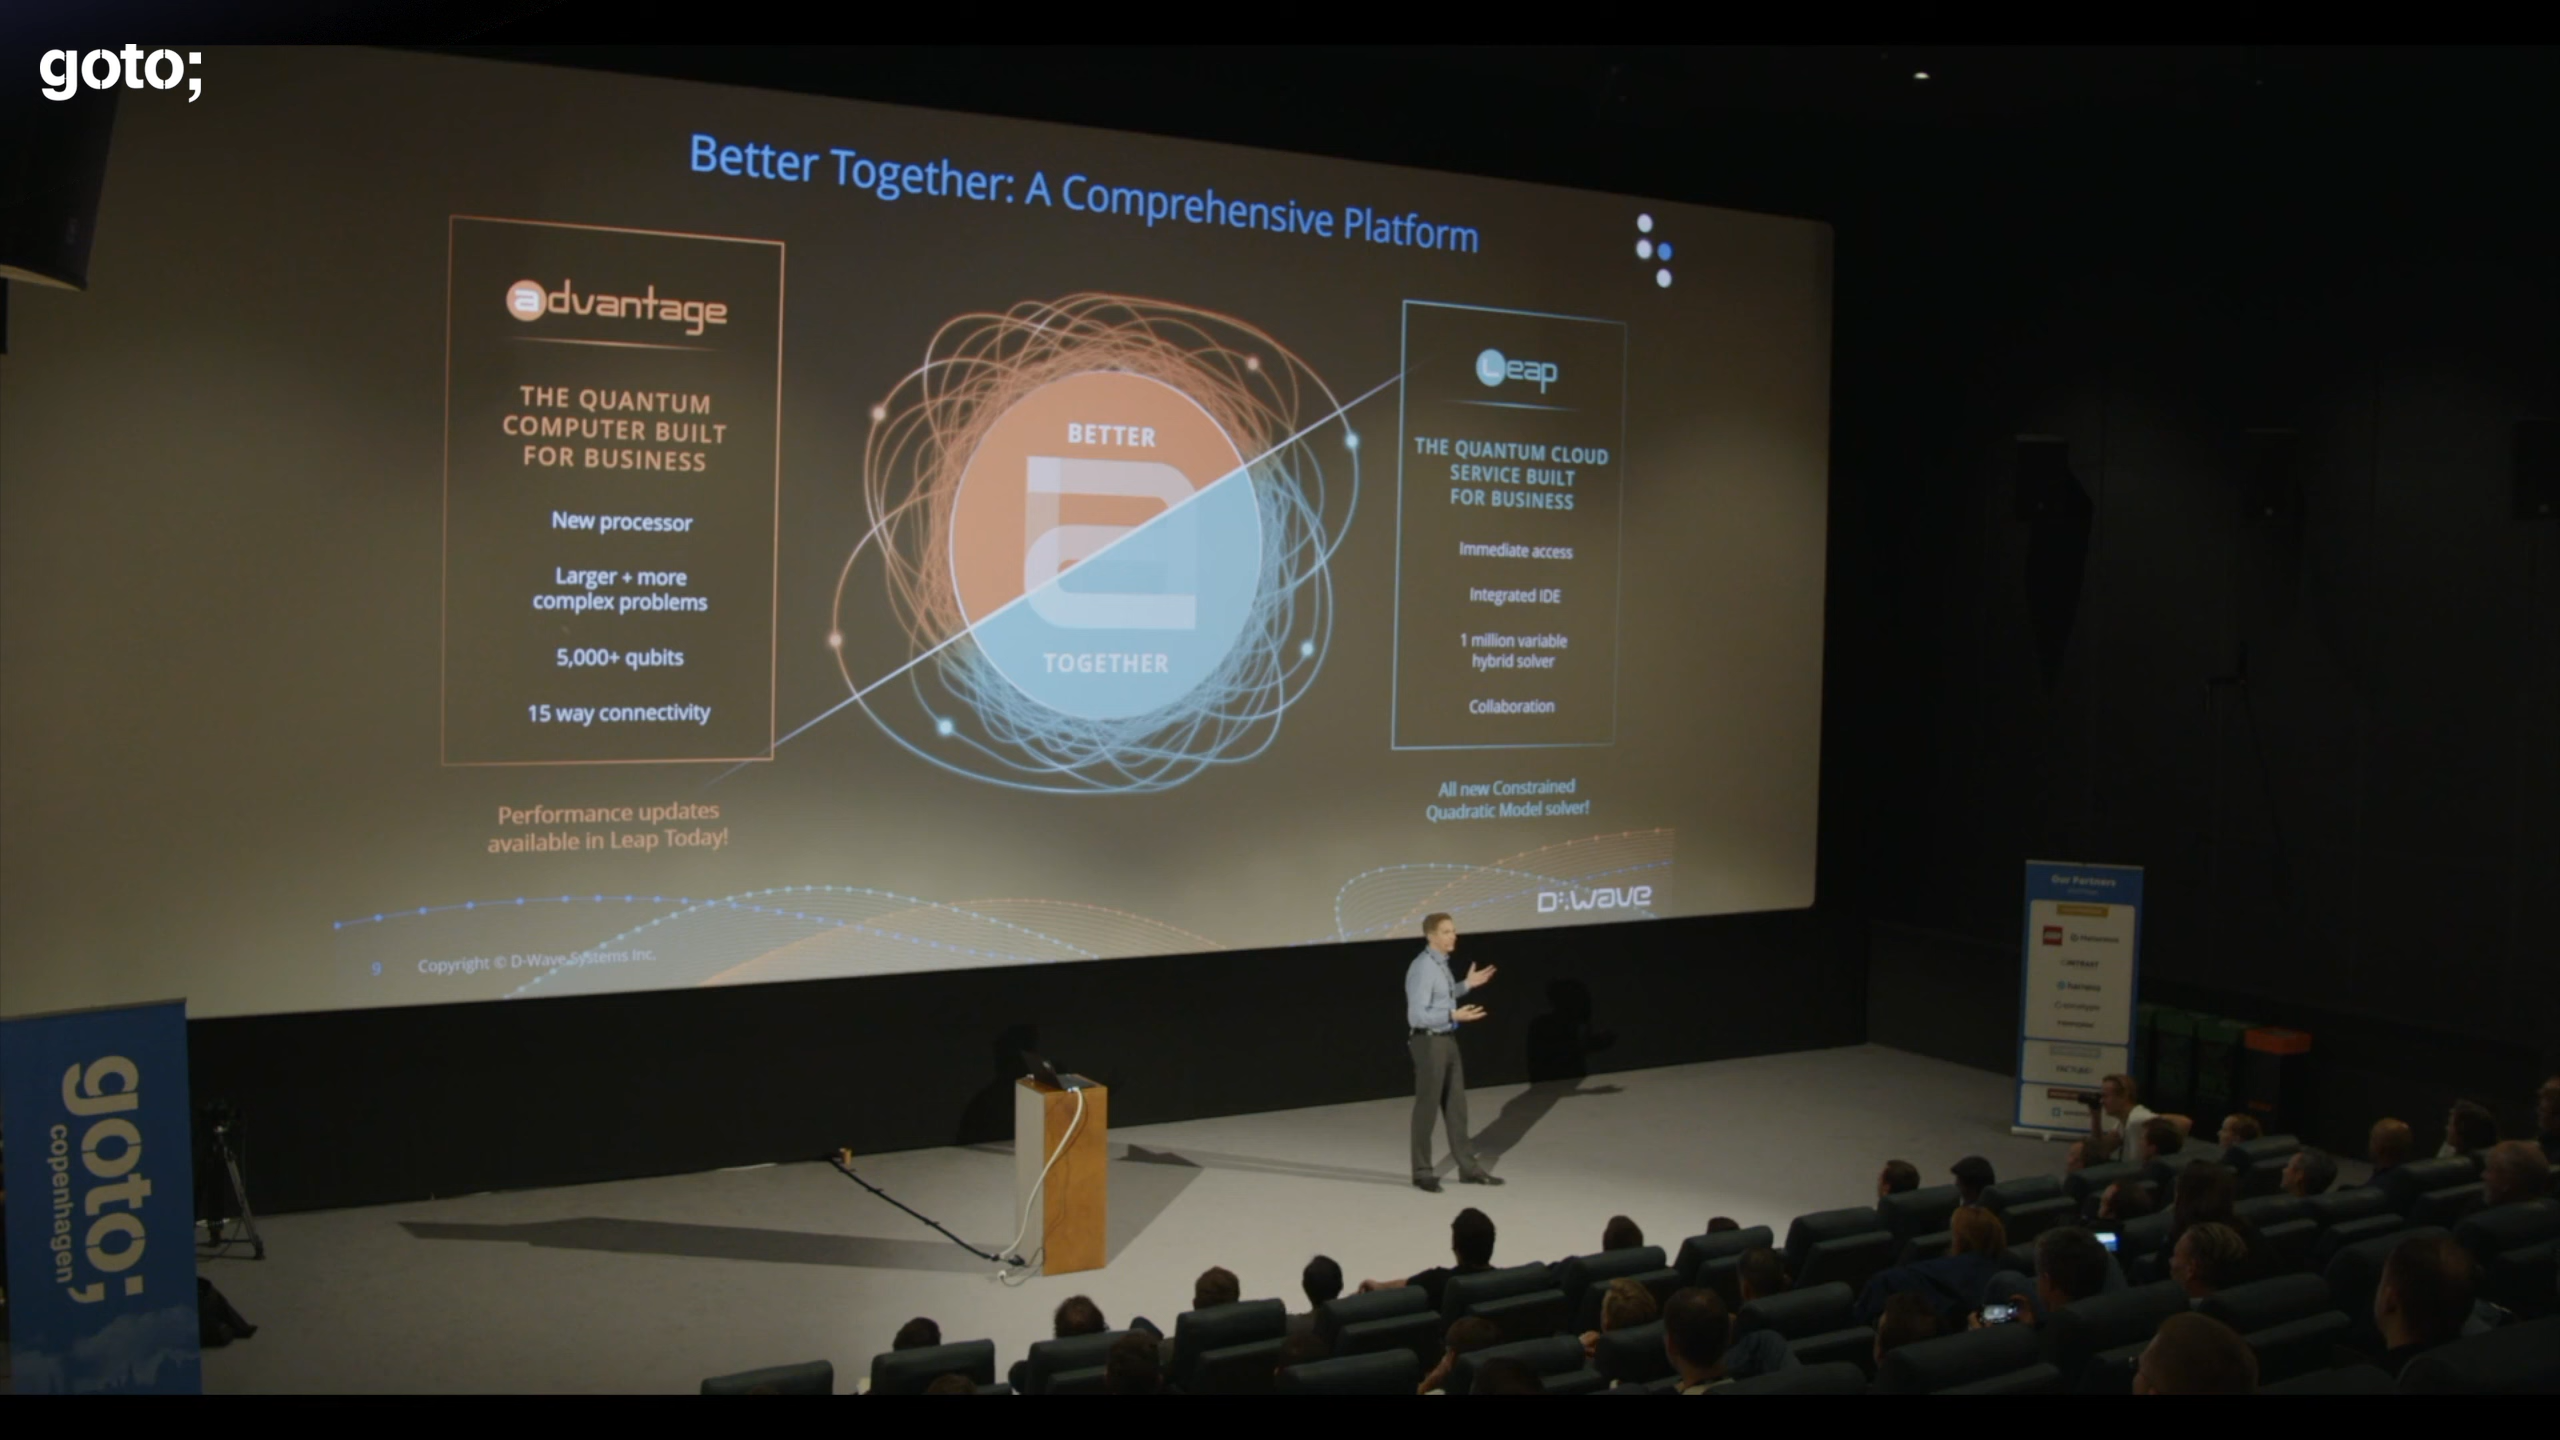 goto;
Better Together: A Comprehensive Platform
advantage
THE QUANTUM
COMPUTER BUILT
FOR BUSINESS
New processor
Larger + more
complex problems
5,000+ qubits
15 way connectivity
Performance updates
available in Leap Today!
BETTER
TOGETHER
Leap
THE QUANTUM CLOUD
SERVICE BUILT
FOR BUSINESS
Immediate access
Integrated IDE
1 million variable
hybrid solver
Collaboration
All new Constrained
Quadratic Model solver!
D:wave
9
Copyright © D-Wave Systems Inc.
goto;
copenhagen
Our Partners